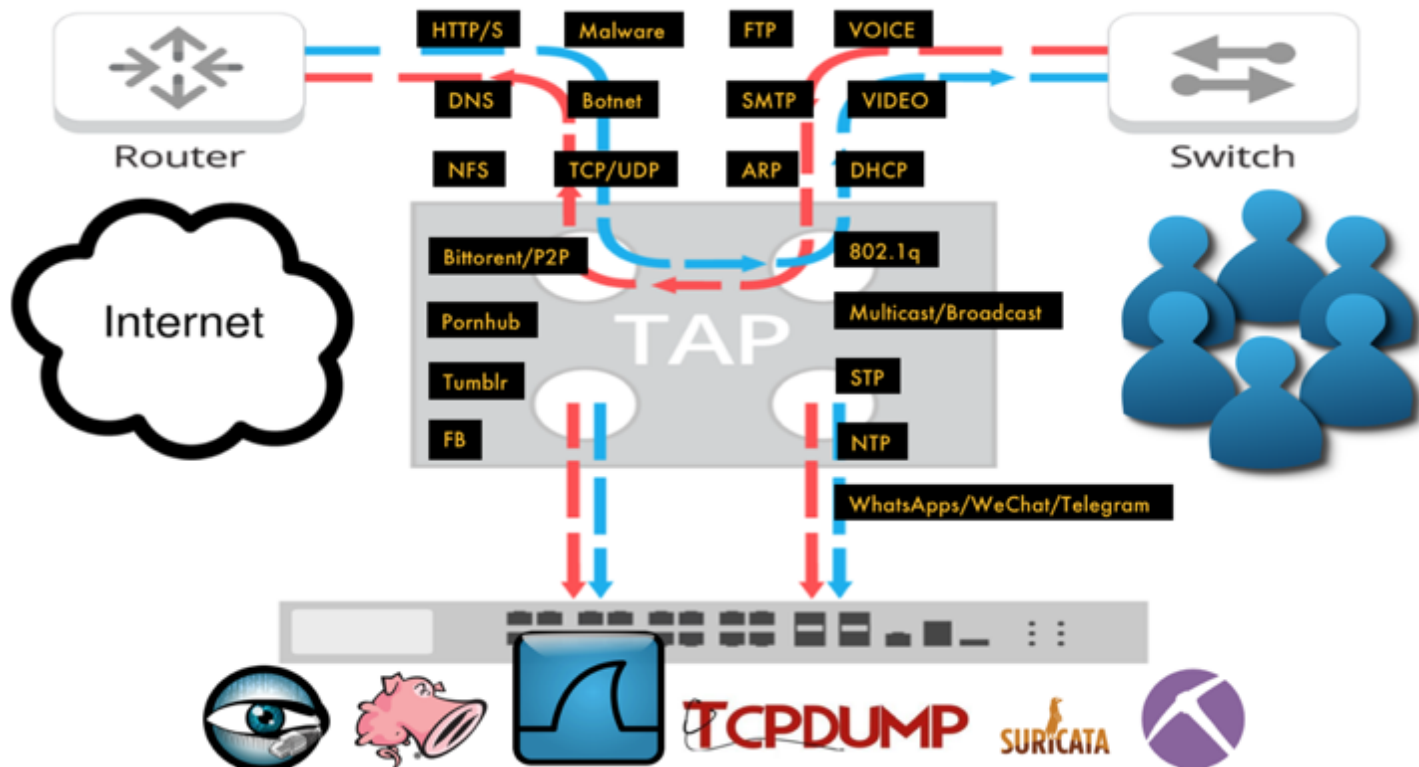 HTTP/S
Malware
FTP
VOICE
DNS
Botnet
SMTP
VIDEO
Router
Switch
NFS
TCP/UDP
ARP
DHCP
Bittorent/P2P
802.1q
Internet
Pornhub
TAP
Multicast/Broadcast
Tumblr
STP
FB
NTP
WhatsApps/WeChat/Telegram
TCPDUMP
SURICATA